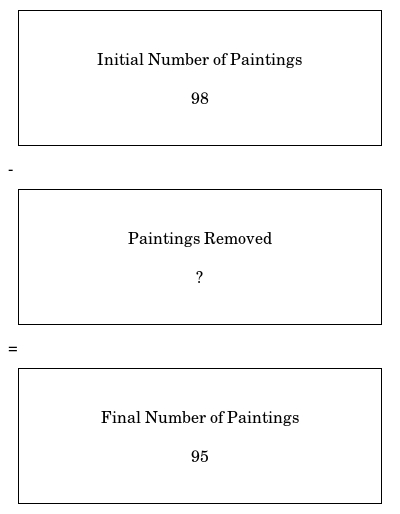 Initial Number of Paintings
98
-
Paintings Removed
?
=
Final Number of Paintings
95